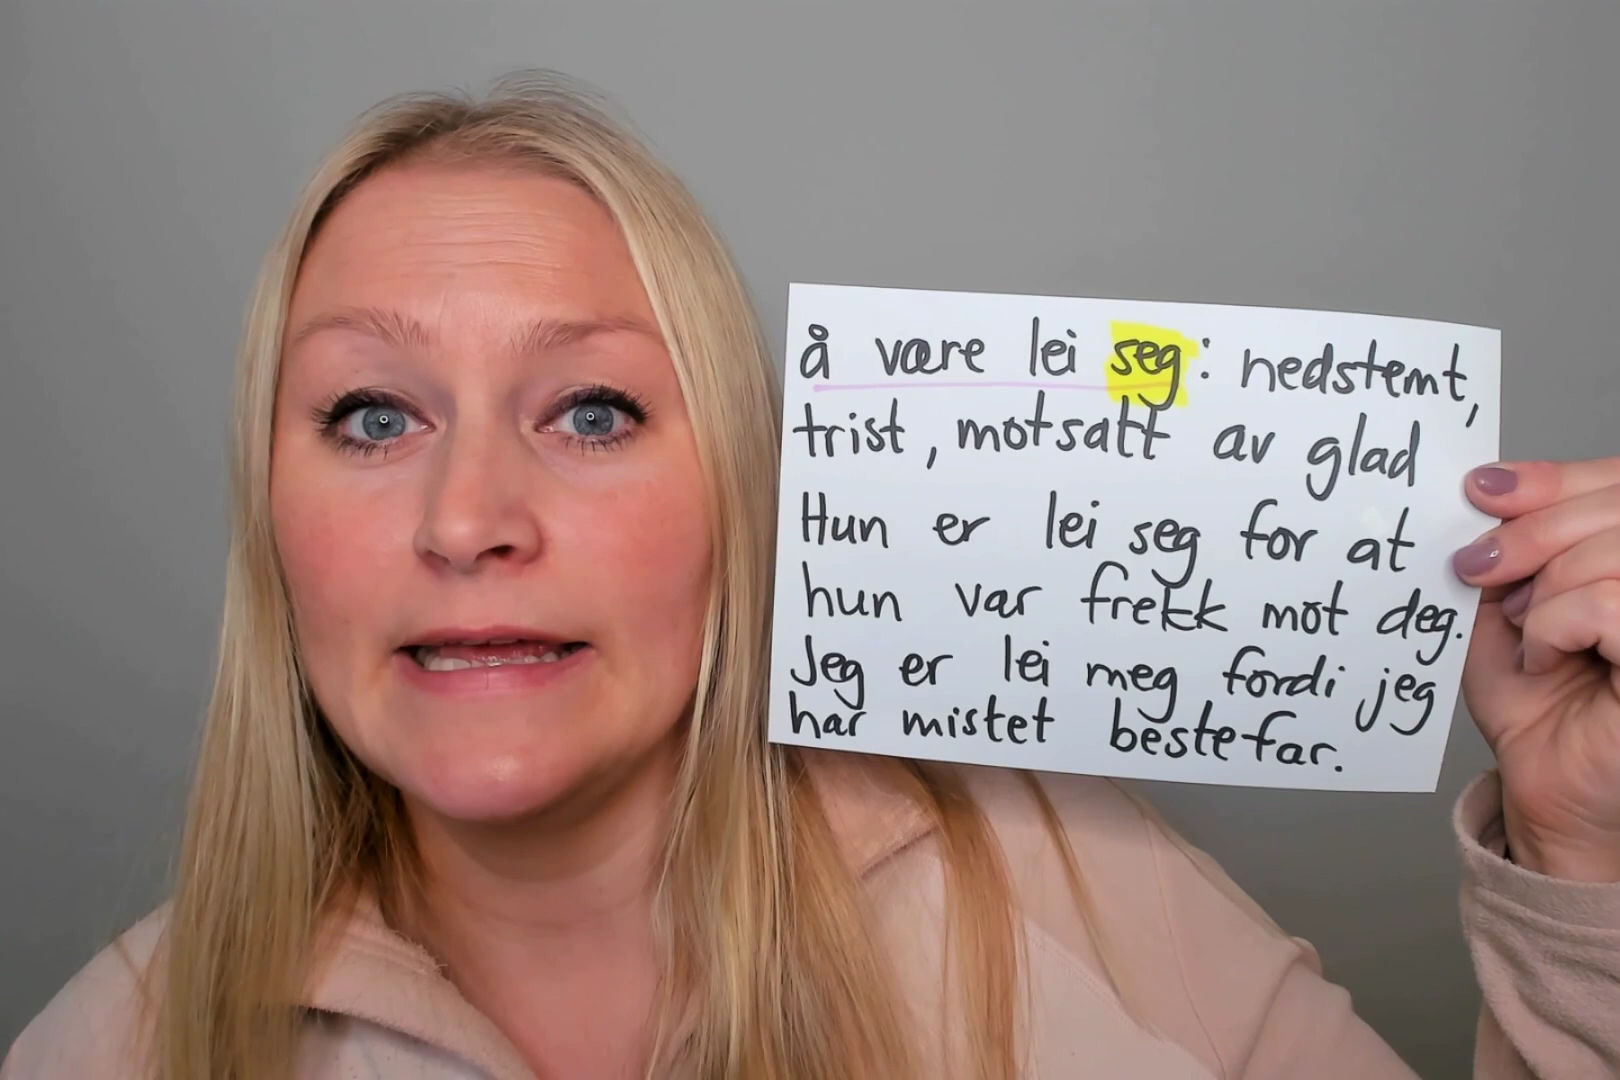 å være lei seg: nedstemt,
trist, motsatt av glad
Hun er lei seg for at
hun var frekk mot deg.
Jeg er lei meg fordi jeg
har mistet bestefar.